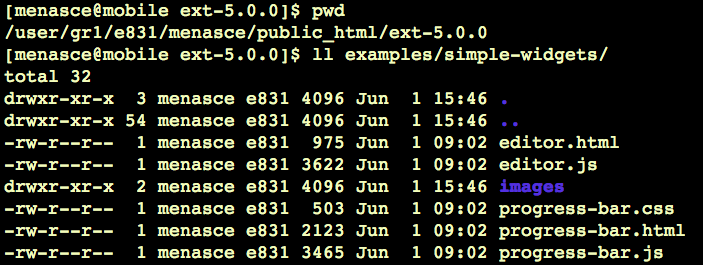 [menasce@mobile ext-5.0.0]$ pwd
/user/gr1/e831/menasce/public_html/ext-5.0.0
[menasce@mobile ext-5.0.0]$ ll examples/simple-widgets/
total 32
drwxr-xr-x  3 menasce e831 4096 Jun  1 15:46 .
drwxr-xr-x 54 menasce e831 4096 Jun  1 15:46 ..
-rw-r--r--  1 menasce e831  975 Jun  1 09:02 editor.html
-rw-r--r--  1 menasce e831 3622 Jun  1 09:02 editor.js
drwxr-xr-x  2 menasce e831 4096 Jun  1 15:46 images
-rw-r--r--  1 menasce e831  503 Jun  1 09:02 progress-bar.css
-rw-r--r--  1 menasce e831 2123 Jun  1 09:02 progress-bar.html
-rw-r--r--  1 menasce e831 3465 Jun  1 09:02 progress-bar.js